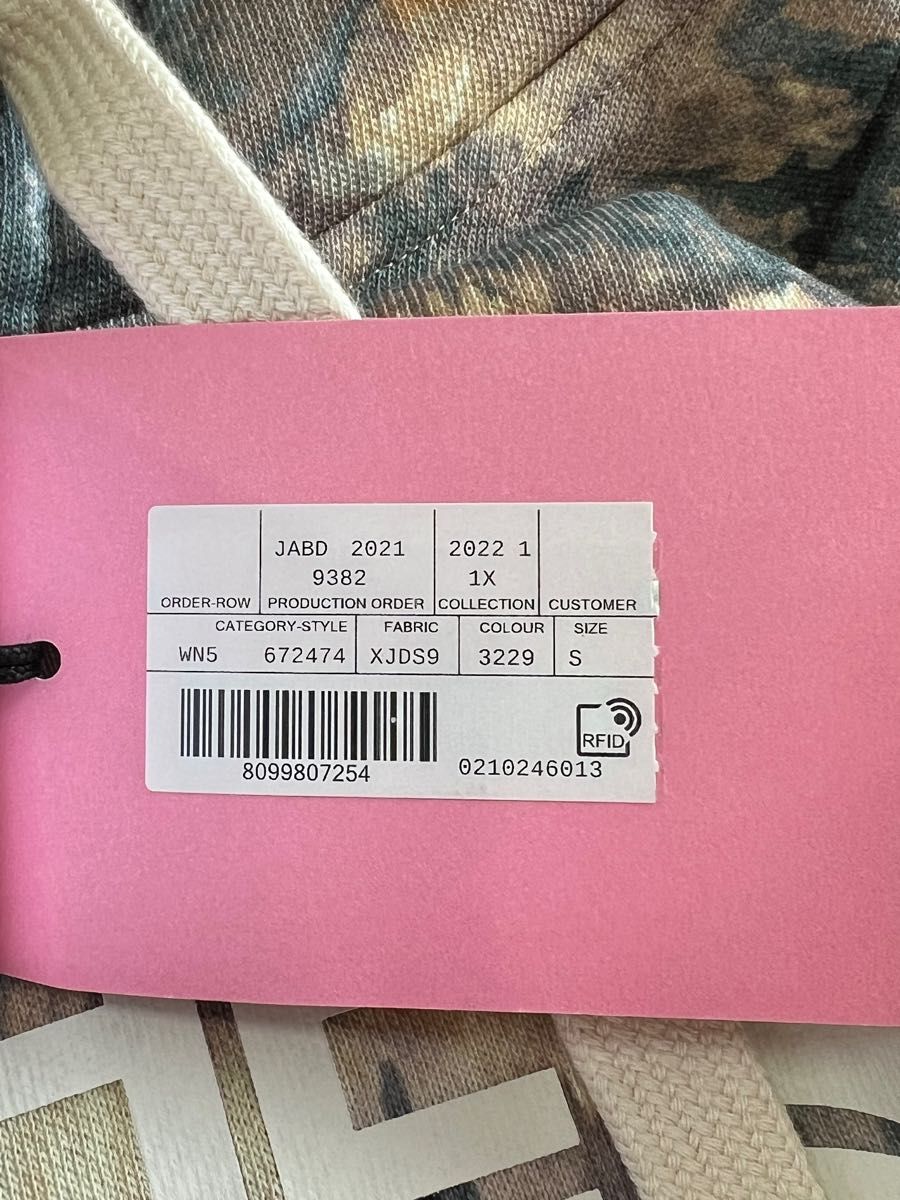 JABD 2021
9382
2022 1
1X
ORDER-ROW PRODUCTION ORDER COLLECTION CUSTOMER
CATEGORY-STYLE FABRIC COLOUR SIZE
WN5 672474 XJDS9 3229 S
RFID
8099807254 0210246013